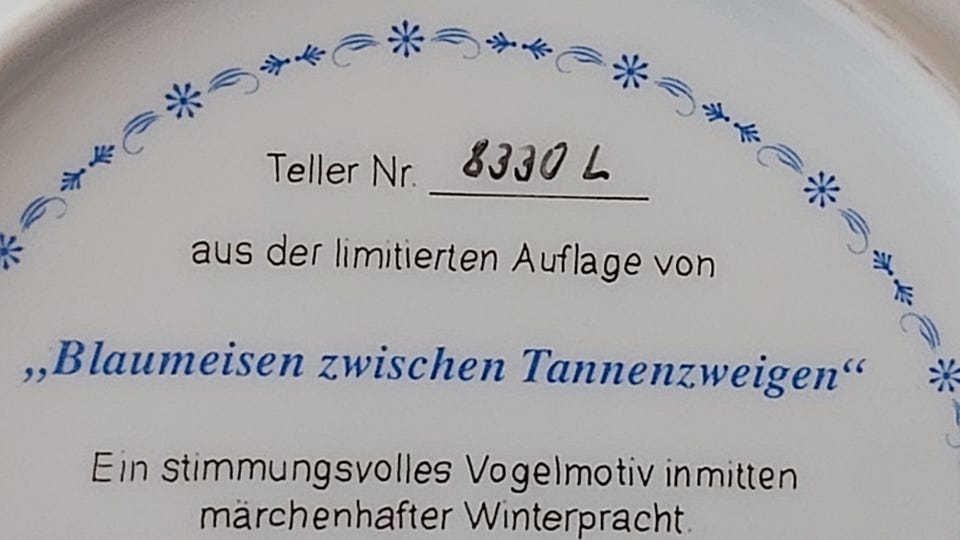 Teller Nr. 8330 L
aus der limitierten Auflage von
„Blaumeisen zwischen Tannenzweigen“
Ein stimmungsvolles Vogelmotiv inmitten
märchenhafter Winterpracht.